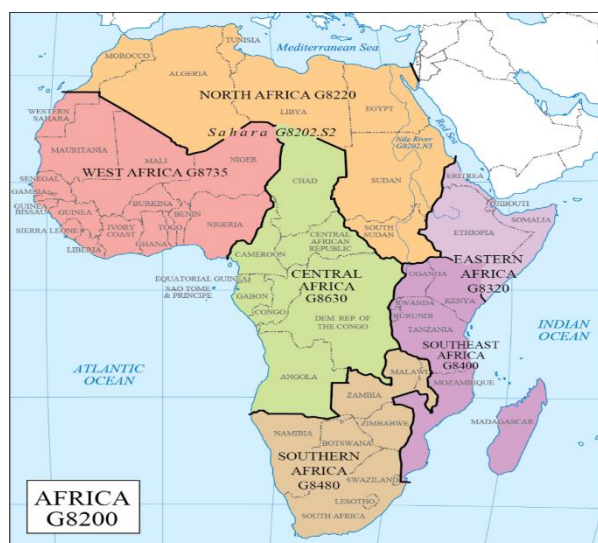 Mediterranean Sea
TUNISIA
MOROCCO
ALGERIA
NORTH AFRICA G8220
LIBYA
EGYPT
WESTERN
SAHARA
Sahara G8202.S2
Nile River
G8202.N5
Red Sea
MAURITANIA
MALI
NIGER
WEST AFRICA G8735
CHAD
SUDAN
ERITREA
SENEGAL
GAMBIA
GUINEA
BISSAU
GUINEA
BURKINA
BENIN
DJIBOUTI
SIERRA LEONE
IVORY
COAST
TOGO
NIGERIA
SOMALIA
LIBERIA
GHANA
CENTRAL
AFRICAN
REPUBLIC
SOUTH
SUDAN
ETHIOPIA
CAMEROON
EASTERN
AFRICA
G8320
EQUATORIAL GUINEA
SAO TOME
& PRINCIPE
CENTRAL
AFRICA
G8630
UGANDA
KENYA
GABON
CONGO
DEM. REP. OF
THE CONGO
RWANDA
BURUNDI
TANZANIA
INDIAN
OCEAN
SOUTHEAST
AFRICA
G8400
ATLANTIC
OCEAN
ANGOLA
MALAWI
ZAMBIA
MOZAMBIQUE
MADAGASCAR
NAMIBIA
ZIMBABWE
BOTSWANA
SOUTHERN
AFRICA
G8480
SWAZILAND
LESOTHO
SOUTH AFRICA
AFRICA
G8200